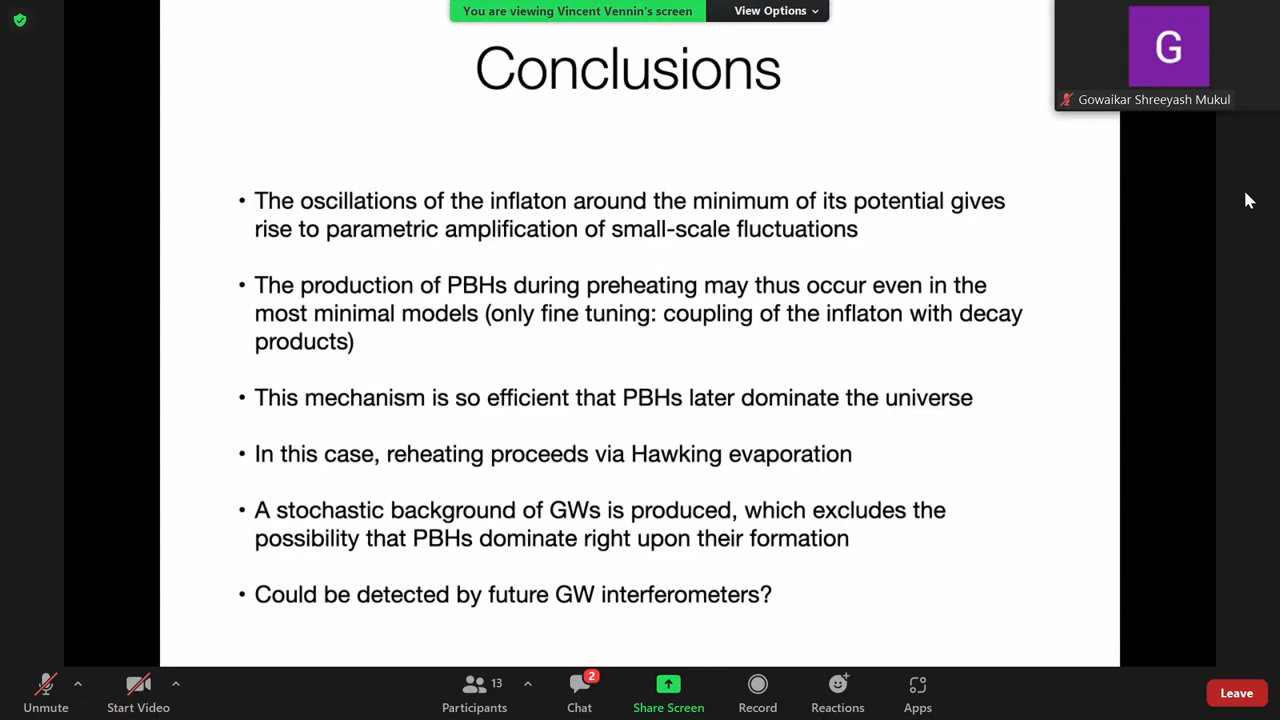 You are viewing Vincent Vennin's screen
View Options
Conclusions
G
Gowaikar Shreeyash Mukul
• The oscillations of the inflaton around the minimum of its potential gives
rise to parametric amplification of small-scale fluctuations
• The production of PBHs during preheating may thus occur even in the
most minimal models (only fine tuning: coupling of the inflaton with decay
products)
• This mechanism is so efficient that PBHs later dominate the universe
• In this case, reheating proceeds via Hawking evaporation
• A stochastic background of GWs is produced, which excludes the
possibility that PBHs dominate right upon their formation
• Could be detected by future GW interferometers?
13
2
Unmute
Start Video
Participants
Chat
Share Screen
Record
Reactions
Apps
Leave